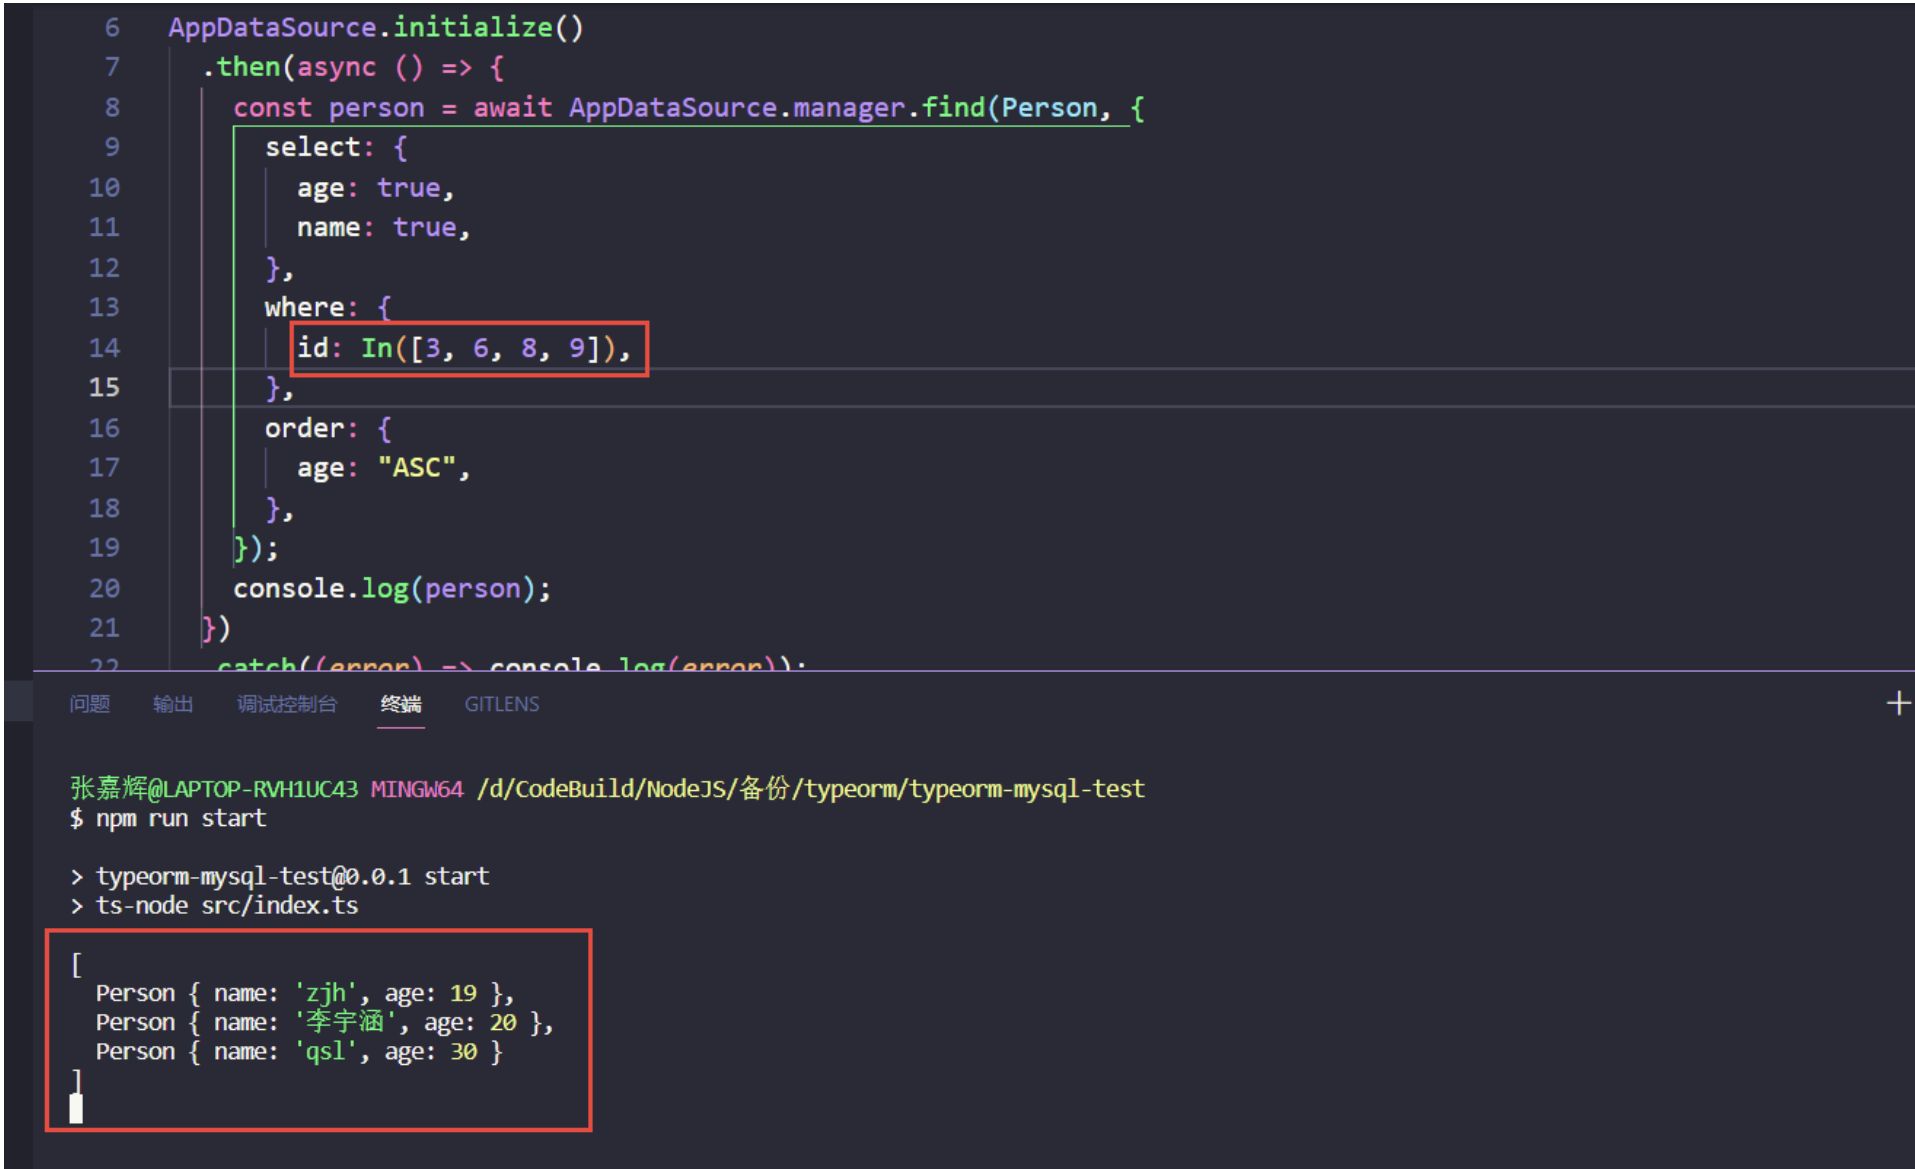 6 AppDataSource.initialize()
7 .then(async () => {
8 const person = await AppDataSource.manager.find(Person, {
9 select: {
10 age: true,
11 name: true,
12 },
13 where: {
14 id: In([3, 6, 8, 9]),
15 },
16 order: {
17 age: "ASC",
18 },
19 });
20 console.log(person);
21 })
22 .catch((error) => console.log(error));
问题 输出 调试控制台 终端 GITLENS
张嘉辉@LAPTOP-RVH1UC43 MINGW64 /d/CodeBuild/NodeJS/备份/typeorm/typeorm-mysql-test
$ npm run start
> typeorm-mysql-test@0.0.1 start
> ts-node src/index.ts
[
Person { name: 'zjh', age: 19 },
Person { name: '李宇涵', age: 20 },
Person { name: 'qsl', age: 30 }
]